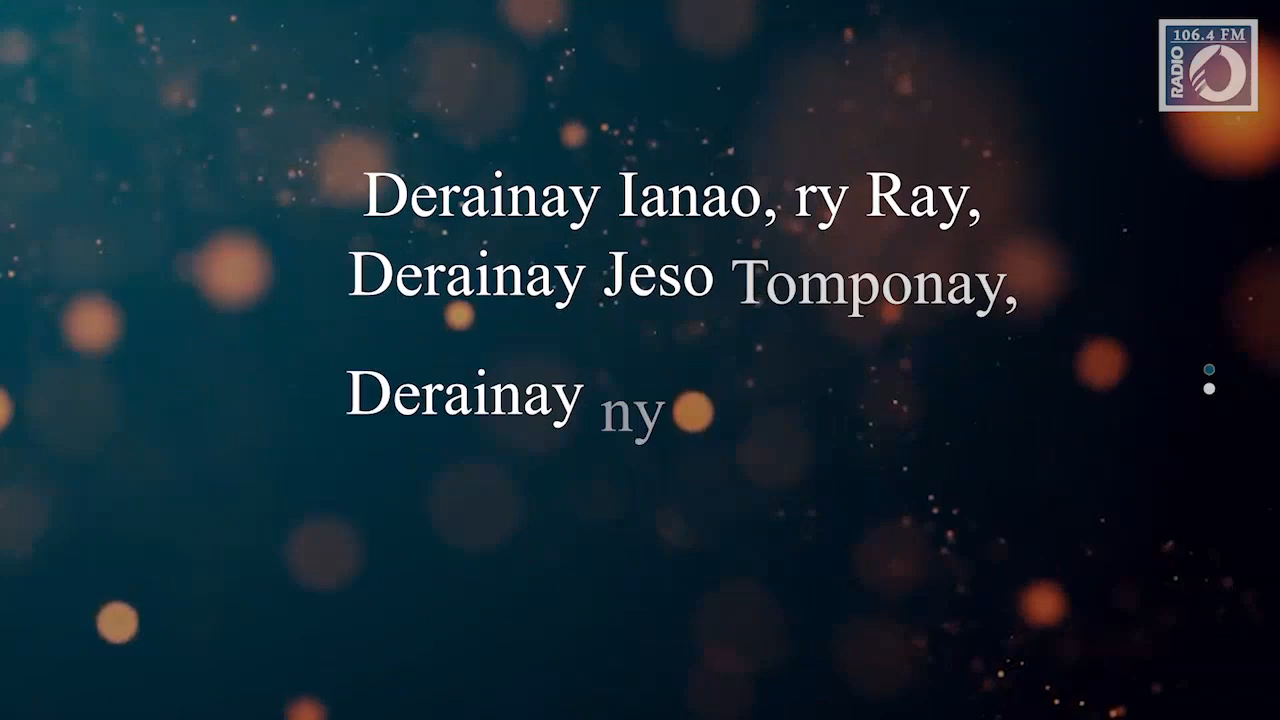 106.4 FM
RADIO
Derainay Ianao, ry Ray,
Derainay Jeso Tomponay,
Derainay ny